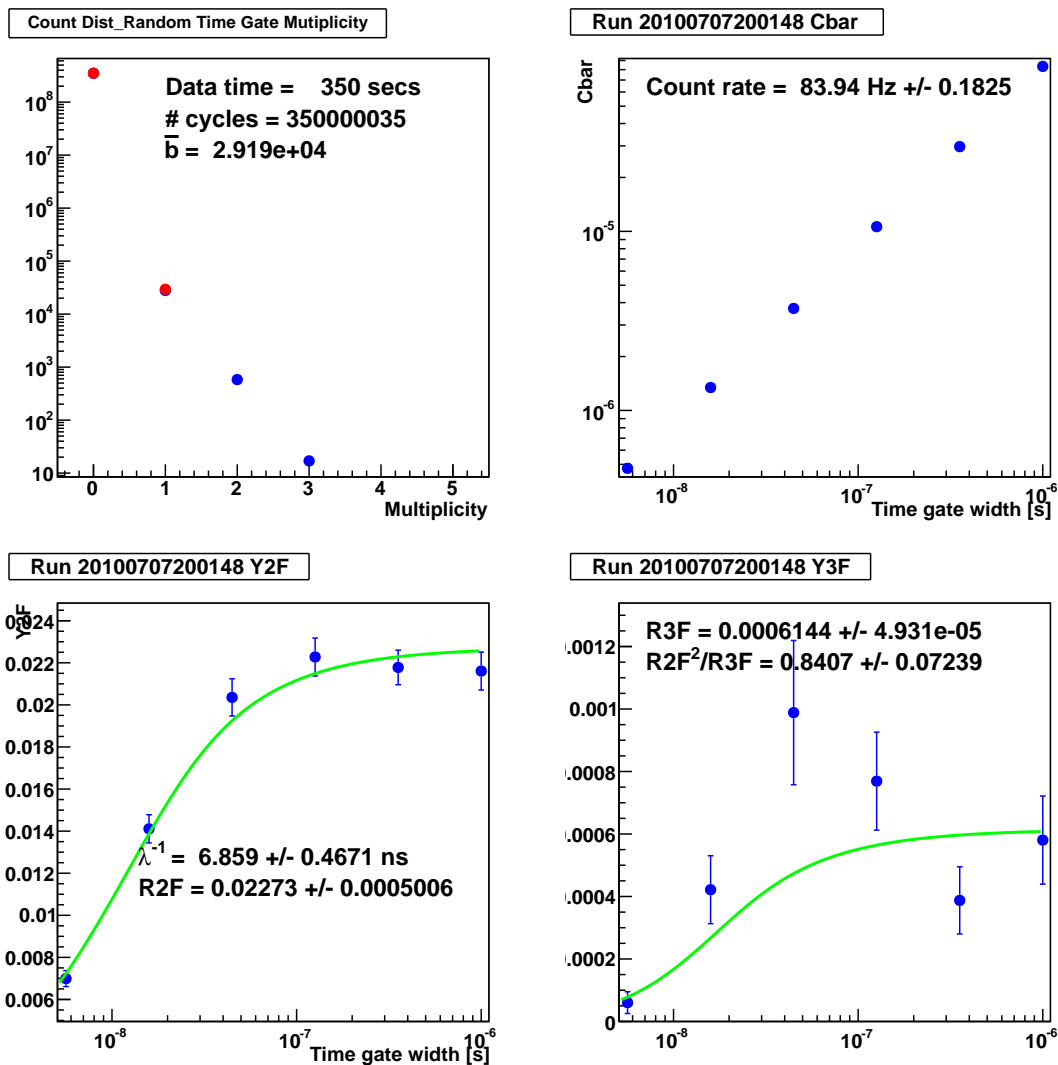 Count Dist_Random Time Gate Mutiplicity
Data time = 350 secs
# cycles = 350000035
b̅ = 2.919e+04
10⁸
10⁷
10⁶
10⁵
10⁴
10³
10²
10
0 1 2 3 4 5
Multiplicity
Run 20100707200148 Cbar
Cbar
Count rate = 83.94 Hz +/- 0.1825
10⁻⁵
10⁻⁶
10⁻⁸ 10⁻⁷ 10⁻⁶
Time gate width [s]
Run 20100707200148 Y2F
0.024
0.022
0.02
0.018
0.016
0.014
0.012
0.01
0.008
0.006
λ⁻¹ = 6.859 +/- 0.4671 ns
R2F = 0.02273 +/- 0.0005006
10⁻⁸ 10⁻⁷ 10⁻⁶
Time gate width [s]
Run 20100707200148 Y3F
R3F = 0.0006144 +/- 4.931e-05
R2F²/R3F = 0.8407 +/- 0.07239
.0012
0.001
.0008
.0006
.0004
.0002
0
10⁻⁸ 10⁻⁷ 10⁻⁶